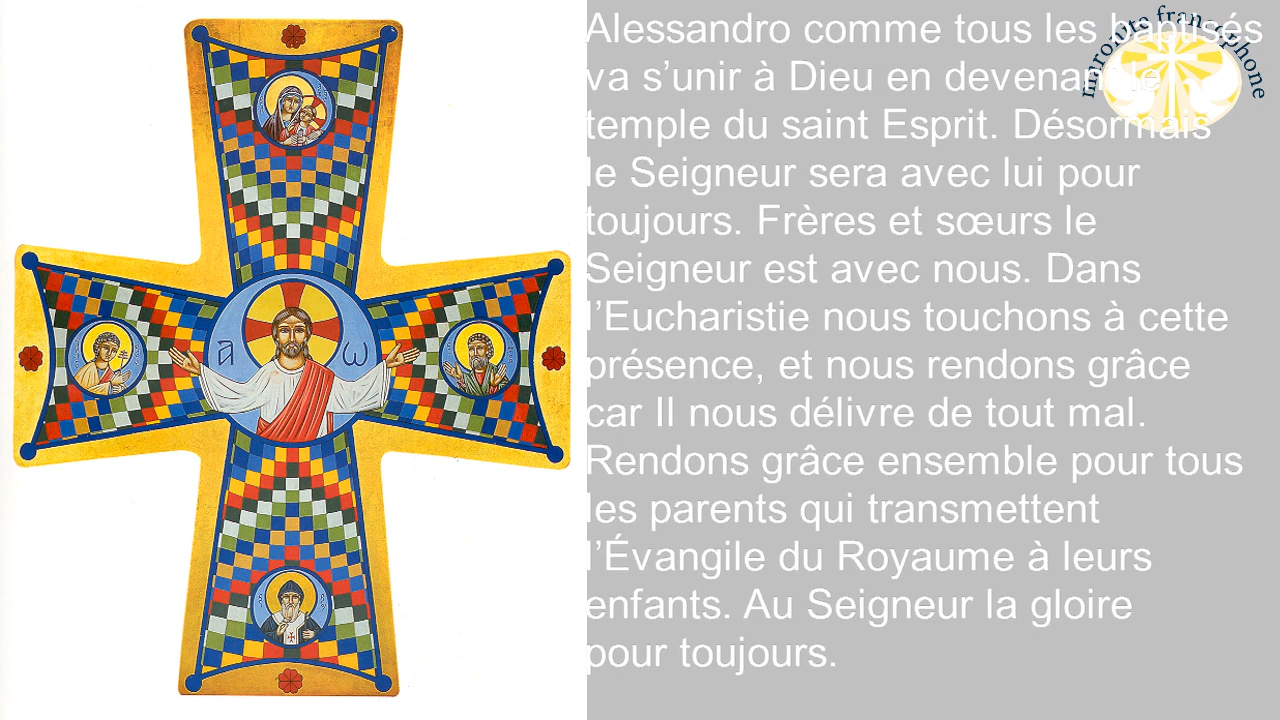 Alessandro comme tous les baptisés
va s’unir à Dieu en devenant le
temple du saint Esprit. Désormais
le Seigneur sera avec lui pour
toujours. Frères et sœurs le
Seigneur est avec nous. Dans
l’Eucharistie nous touchons à cette
présence, et nous rendons grâce
car Il nous délivre de tout mal.
Rendons grâce ensemble pour tous
les parents qui transmettent
l’Évangile du Royaume à leurs
enfants. Au Seigneur la gloire
pour toujours.
ā ω